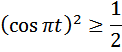 (cos πt)² ≥ 1/2